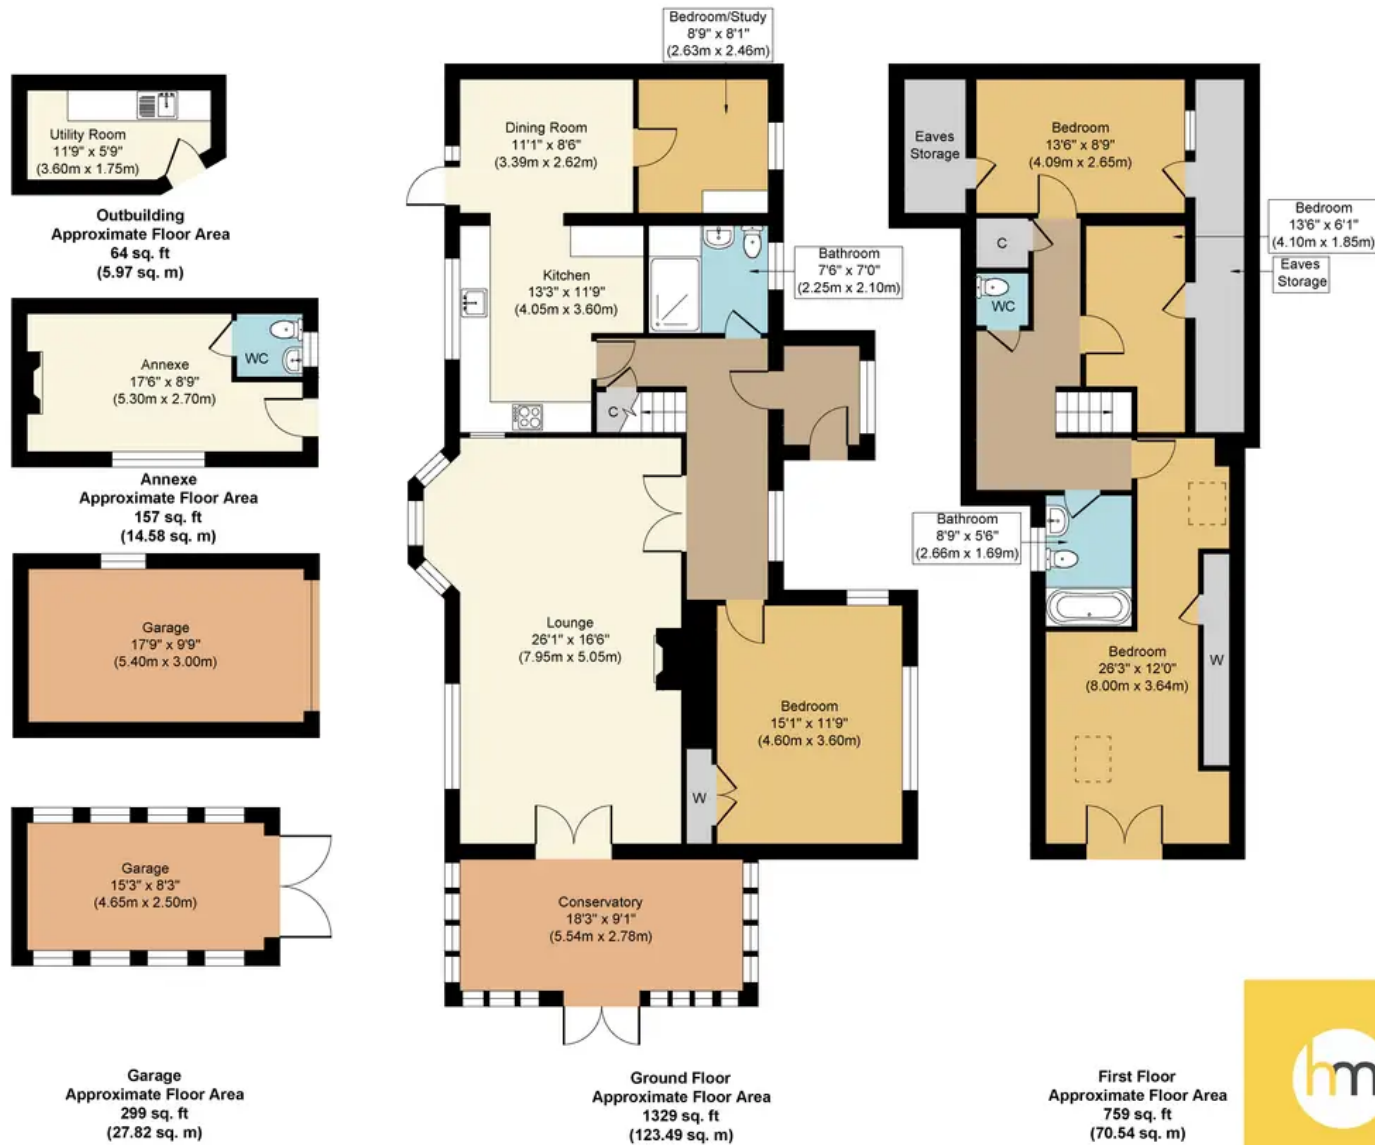 Bedroom/Study
8'9" x 8'1"
(2.63m x 2.46m)
Utility Room
11'9" x 5'9"
(3.60m x 1.75m)
Outbuilding
Approximate Floor Area
64 sq. ft
(5.97 sq. m)
Annexe
17'6" x 8'9"
(5.30m x 2.70m)
WC
Annexe
Approximate Floor Area
157 sq. ft
(14.58 sq. m)
Garage
17'9" x 9'9"
(5.40m x 3.00m)
Garage
15'3" x 8'3"
(4.65m x 2.50m)
Garage
Approximate Floor Area
299 sq. ft
(27.82 sq. m)
Dining Room
11'1" x 8'6"
(3.39m x 2.62m)
Kitchen
13'3" x 11'9"
(4.05m x 3.60m)
Bathroom
7'6" x 7'0"
(2.25m x 2.10m)
C
Lounge
26'1" x 16'6"
(7.95m x 5.05m)
Bedroom
15'1" x 11'9"
(4.60m x 3.60m)
W
Conservatory
18'3" x 9'1"
(5.54m x 2.78m)
Ground Floor
Approximate Floor Area
1329 sq. ft
(123.49 sq. m)
Eaves
Storage
Bedroom
13'6" x 8'9"
(4.09m x 2.65m)
Bedroom
13'6" x 6'1"
(4.10m x 1.85m)
Eaves
Storage
C
WC
Bathroom
8'9" x 5'6"
(2.66m x 1.69m)
Bedroom
26'3" x 12'0"
(8.00m x 3.64m)
W
First Floor
Approximate Floor Area
759 sq. ft
(70.54 sq. m)
hm